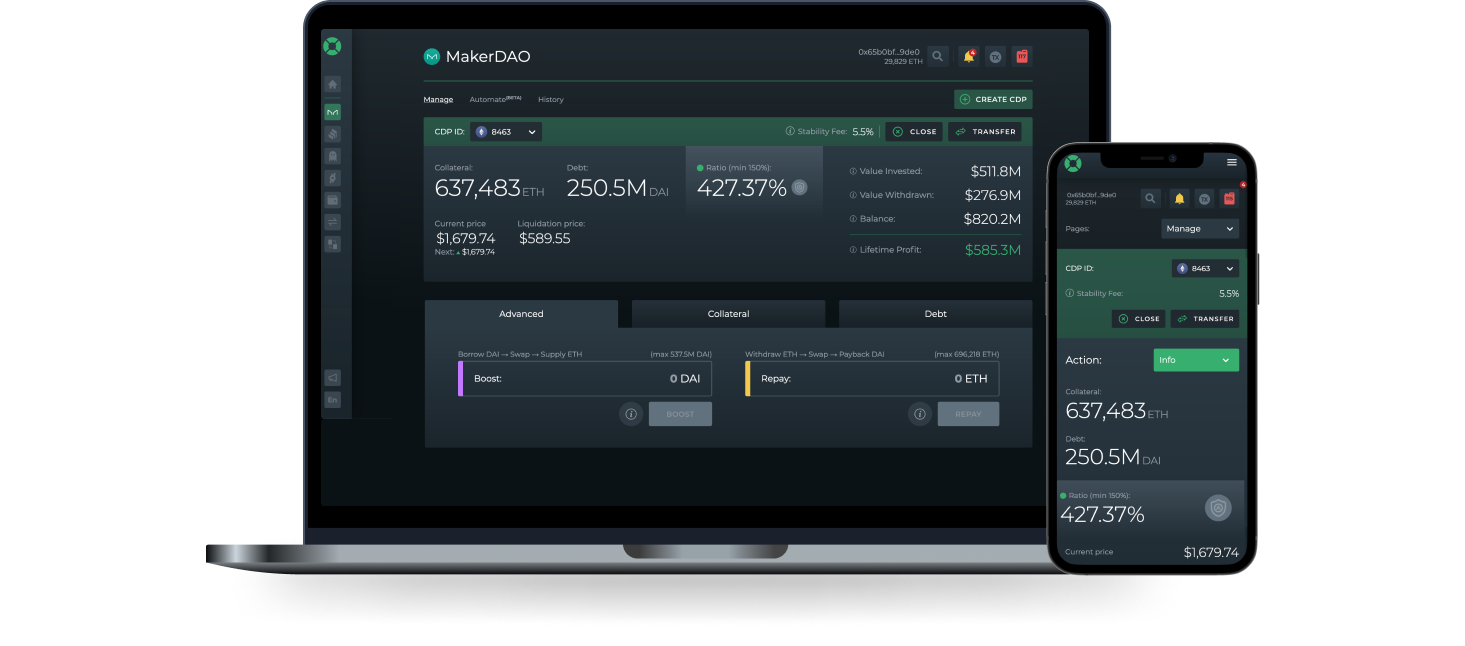 MakerDAO
0x65b0bf...9de0
29,829 ETH
4
TX
Manage Automate(BETA) History
CREATE CDP
CDP ID: 8463
Stability Fee: 5.5% CLOSE TRANSFER
Collateral: Debt: Ratio (min 150%):
637,483 ETH 250.5M DAI 427.37%
Current price Liquidation price:
$1,679.74 $589.55
Next: $1,679.74
Value Invested: $511.8M
Value Withdrawn: $276.9M
Balance: $820.2M
Lifetime Profit: $585.3M
Advanced Collateral Debt
Borrow DAI → Swap → Supply ETH (max 537.5M DAI)
Boost: 0 DAI
BOOST
Withdraw ETH → Swap → Payback DAI (max 696,218 ETH)
Repay: 0 ETH
REPAY
En
0x65b0bf...9de0
29,829 ETH
TX
4
Pages: Manage
CDP ID: 8463
Stability Fee: 5.5%
CLOSE TRANSFER
Action: Info
Collateral:
637,483 ETH
Debt:
250.5M DAI
Ratio (min 150%):
427.37%
Current price $1,679.74